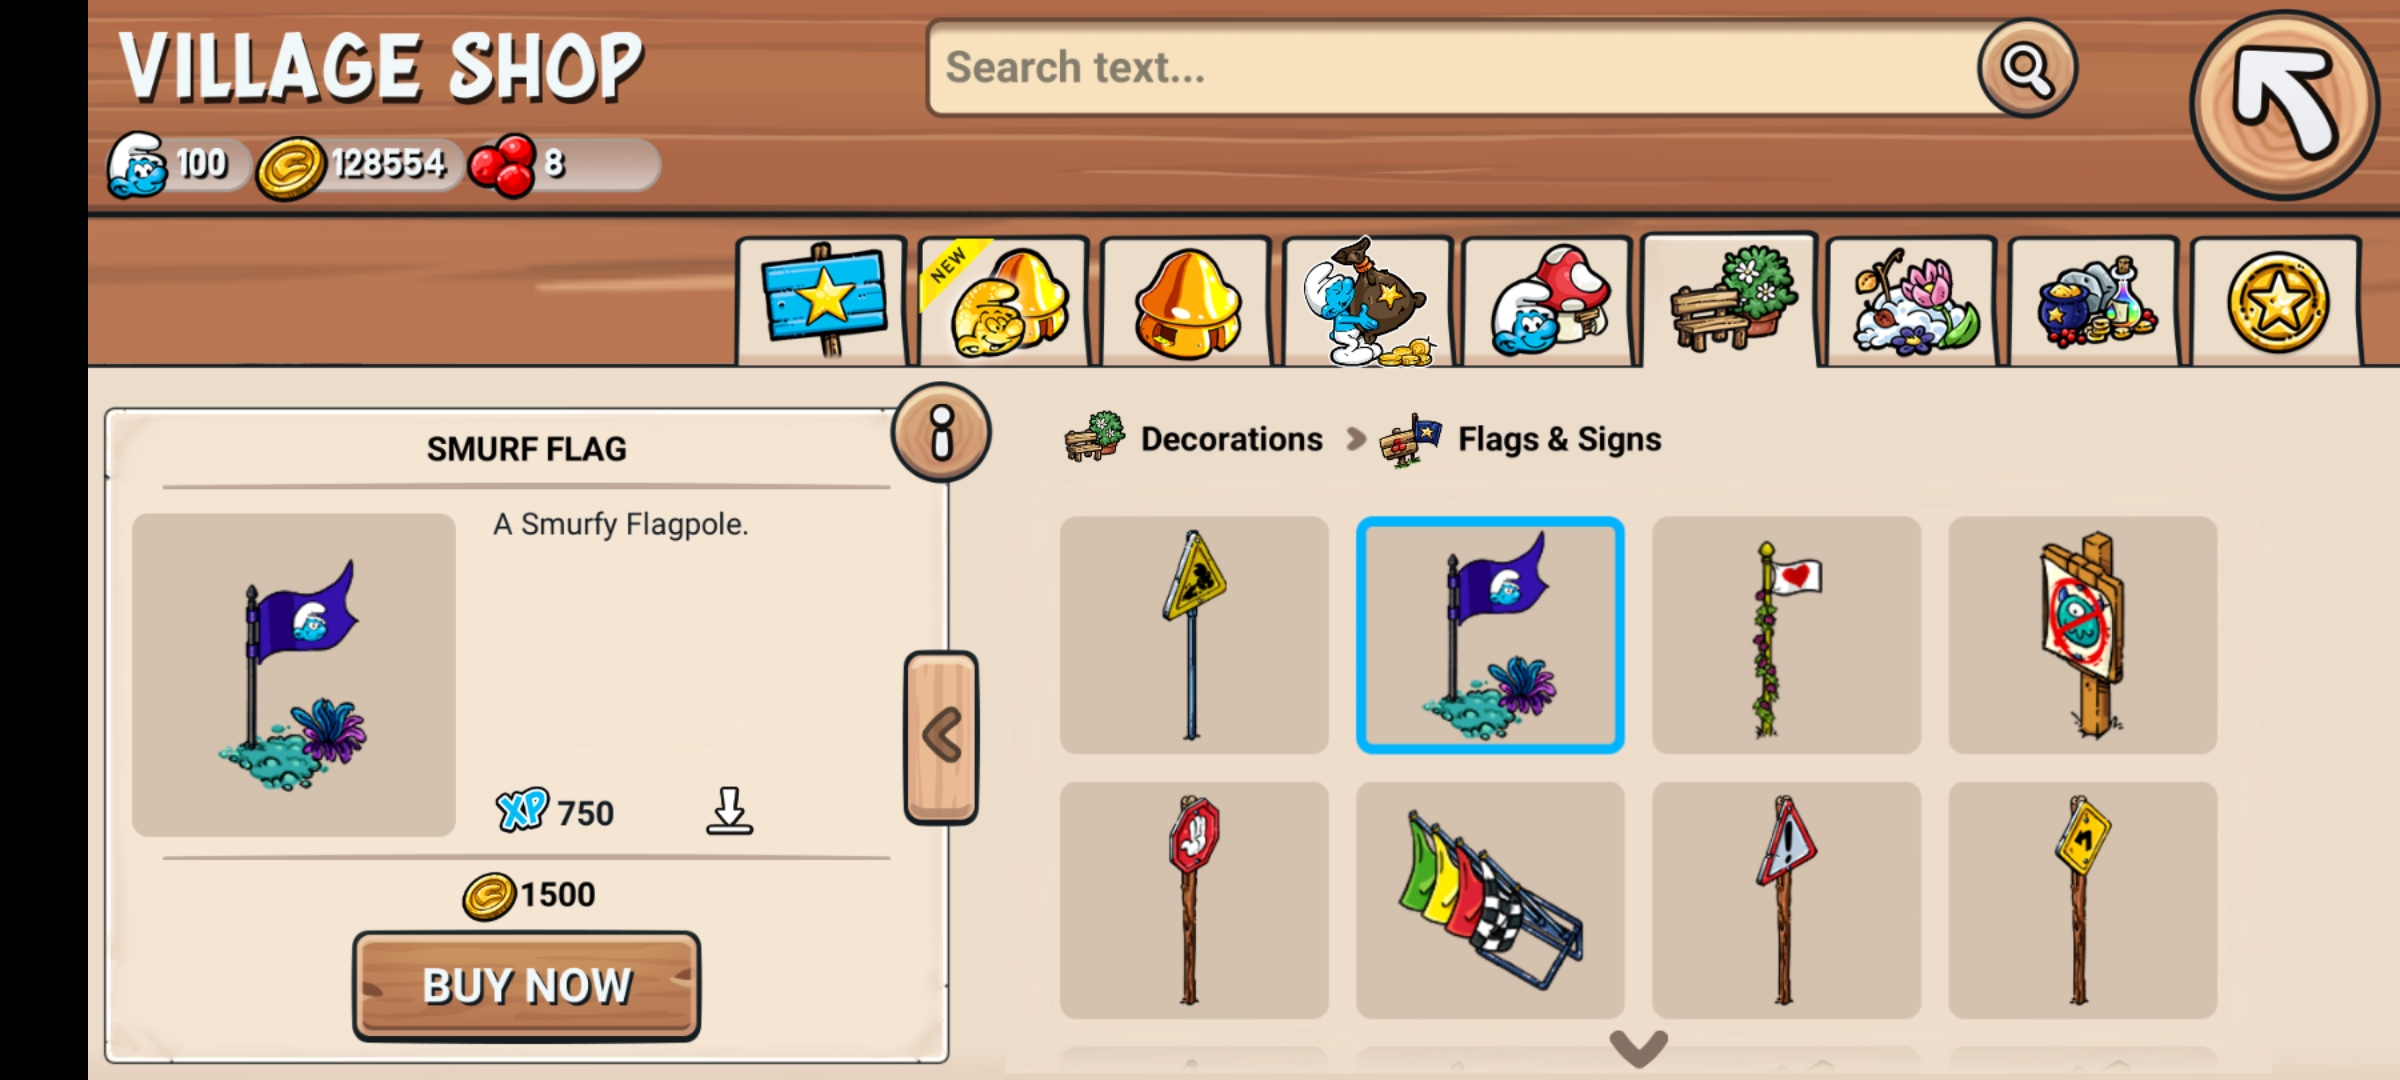 VILLAGE SHOP
Search text...
100
128554
8
NEW
SMURF FLAG
A Smurfy Flagpole.
XP 750
1500
BUY NOW
Decorations
Flags & Signs